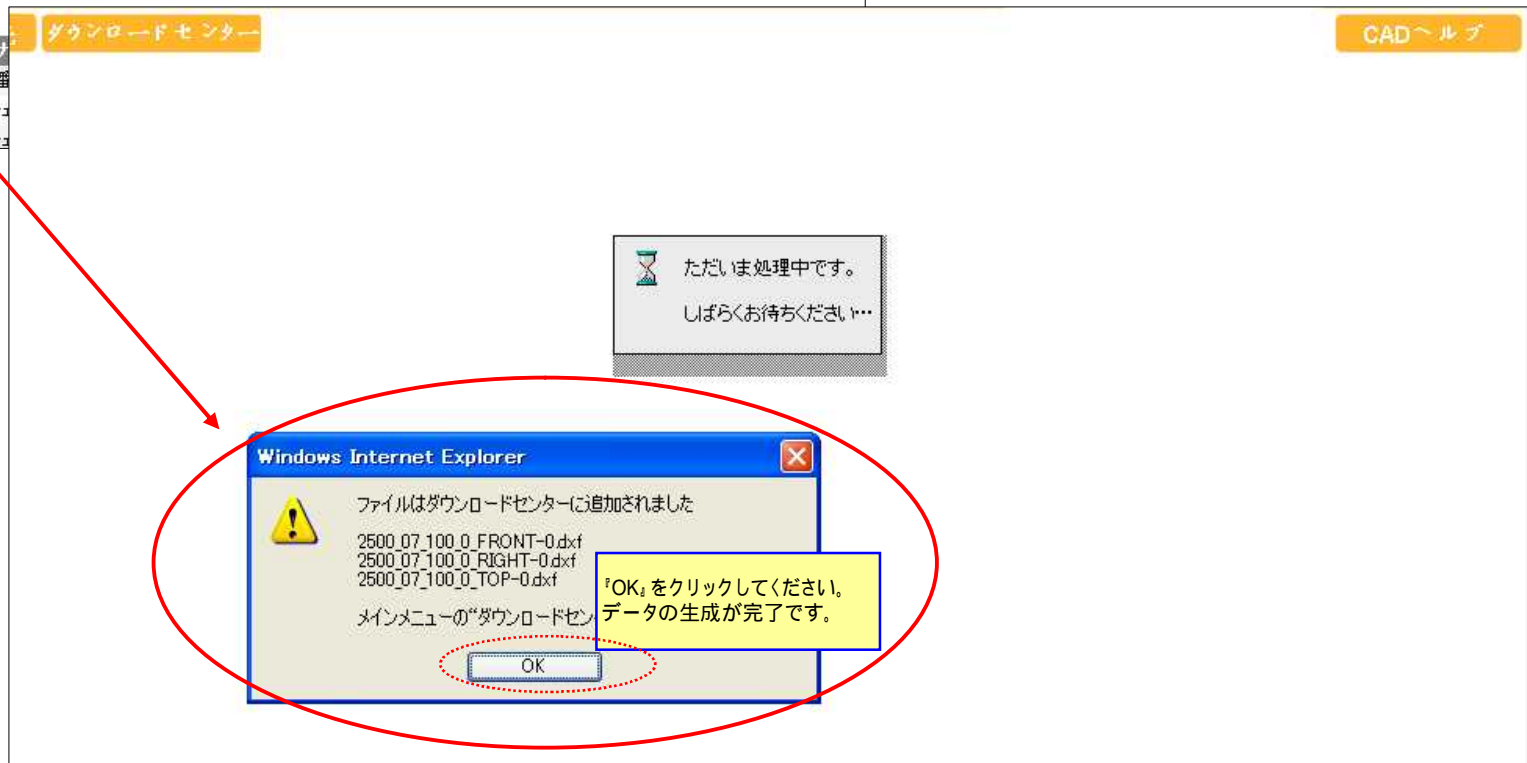 ダウンロードセンター
CADヘルプ
ただいま処理中です。
しばらくお待ちください…
Windows Internet Explorer
ファイルはダウンロードセンターに追加されました
2500_07_100_0_FRONT-0.dxf
2500_07_100_0_RIGHT-0.dxf
2500_07_100_0_TOP-0.dxf
メインメニューの“ダウンロードセン
『OK』をクリックしてください。
データの生成が完了です。
OK